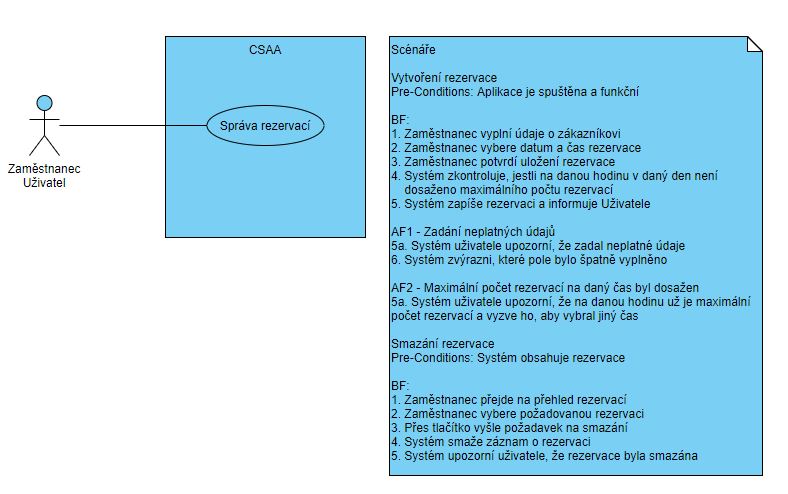 CSAA
Správa rezervací
Zaměstnanec
Uživatel
Scénáře
Vytvoření rezervace
Pre-Conditions: Aplikace je spuštěna a funkční
BF:
1. Zaměstnanec vyplní údaje o zákazníkovi
2. Zaměstnanec vybere datum a čas rezervace
3. Zaměstnanec potvrdí uložení rezervace
4. Systém zkontroluje, jestli na danou hodinu v daný den není
dosaženo maximálního počtu rezervací
5. Systém zapíše rezervaci a informuje Uživatele
AF1 - Zadání neplatných údajů
5a. Systém uživatele upozorní, že zadal neplatné údaje
6. Systém zvýrazni, které pole bylo špatně vyplněno
AF2 - Maximální počet rezervací na daný čas byl dosažen
5a. Systém uživatele upozorní, že na danou hodinu už je maximální
počet rezervací a vyzve ho, aby vybral jiný čas
Smazání rezervace
Pre-Conditions: Systém obsahuje rezervace
BF:
1. Zaměstnanec přejde na přehled rezervací
2. Zaměstnanec vybere požadovanou rezervaci
3. Přes tlačítko vyšle požadavek na smazání
4. Systém smaže záznam o rezervaci
5. Systém upozorní uživatele, že rezervace byla smazána